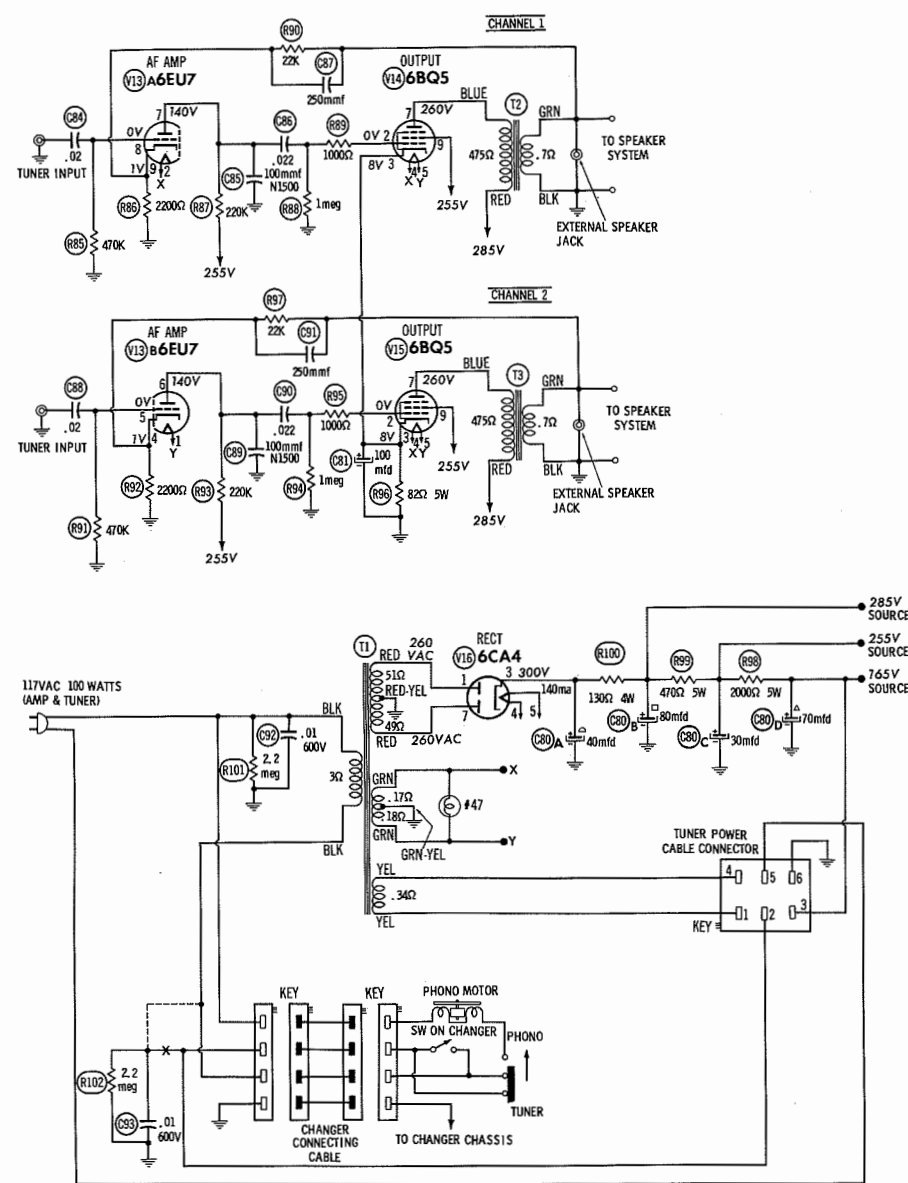 CHANNEL 1
R90
22K
C87
250mmf
AF AMP
V13 A6EU7
OUTPUT
V14 6BQ5
BLUE
T2
GRN
7
140V
7
260V
C84
.02
TUNER INPUT
0V
8
1V
9
2
X
C86
.022
R89
1000Ω
0V 2
8V 3
9
4 5
X Y
475Ω
.7Ω
TO SPEAKER
SYSTEM
C85
100mmf
N1500
R86
2200Ω
R87
220K
R88
1meg
255V
RED
BLK
EXTERNAL SPEAKER
JACK
R85
470K
255V
285V
CHANNEL 2
R97
22K
C91
250mmf
AF AMP
V13 B6EU7
OUTPUT
V15 6BQ5
BLUE
T3
GRN
6
140V
7
260V
C88
.02
TUNER INPUT
0V
5
1V
4
1
Y
C90
.022
R95
1000Ω
0V
2
8V
3
4 5
X Y
9
475Ω
.7Ω
TO SPEAKER
SYSTEM
C89
100mmf
N1500
C81
100
mfd
255V
RED
BLK
R92
2200Ω
R93
220K
R94
1meg
R96
82Ω 5W
EXTERNAL SPEAKER
JACK
R91
470K
255V
285V
285V
SOURCE
255V
SOURCE
765V
SOURCE
T1
RED
260
VAC
RECT
V16 6CA4
3 300V
R100
130Ω 4W
R99
470Ω 5W
R98
2000Ω 5W
51Ω
RED-YEL
49Ω
RED
260VAC
1
7
4
5
140ma
C80 A
40mfd
C80 B
80mfd
C80 C
30mfd
C80 D
70mfd
117VAC 100 WATTS
(AMP & TUNER)
BLK
C92
.01
600V
R101
2.2
meg
3Ω
BLK
GRN
.17Ω
.18Ω
GRN
GRN-YEL
#47
X
Y
TUNER POWER
CABLE CONNECTOR
YEL
.34Ω
YEL
4
5
6
1
2
3
KEY
KEY
KEY
PHONO MOTOR
SW ON CHANGER
PHONO
TUNER
X
R102
2.2
meg
C93
.01
600V
CHANGER
CONNECTING
CABLE
TO CHANGER CHASSIS